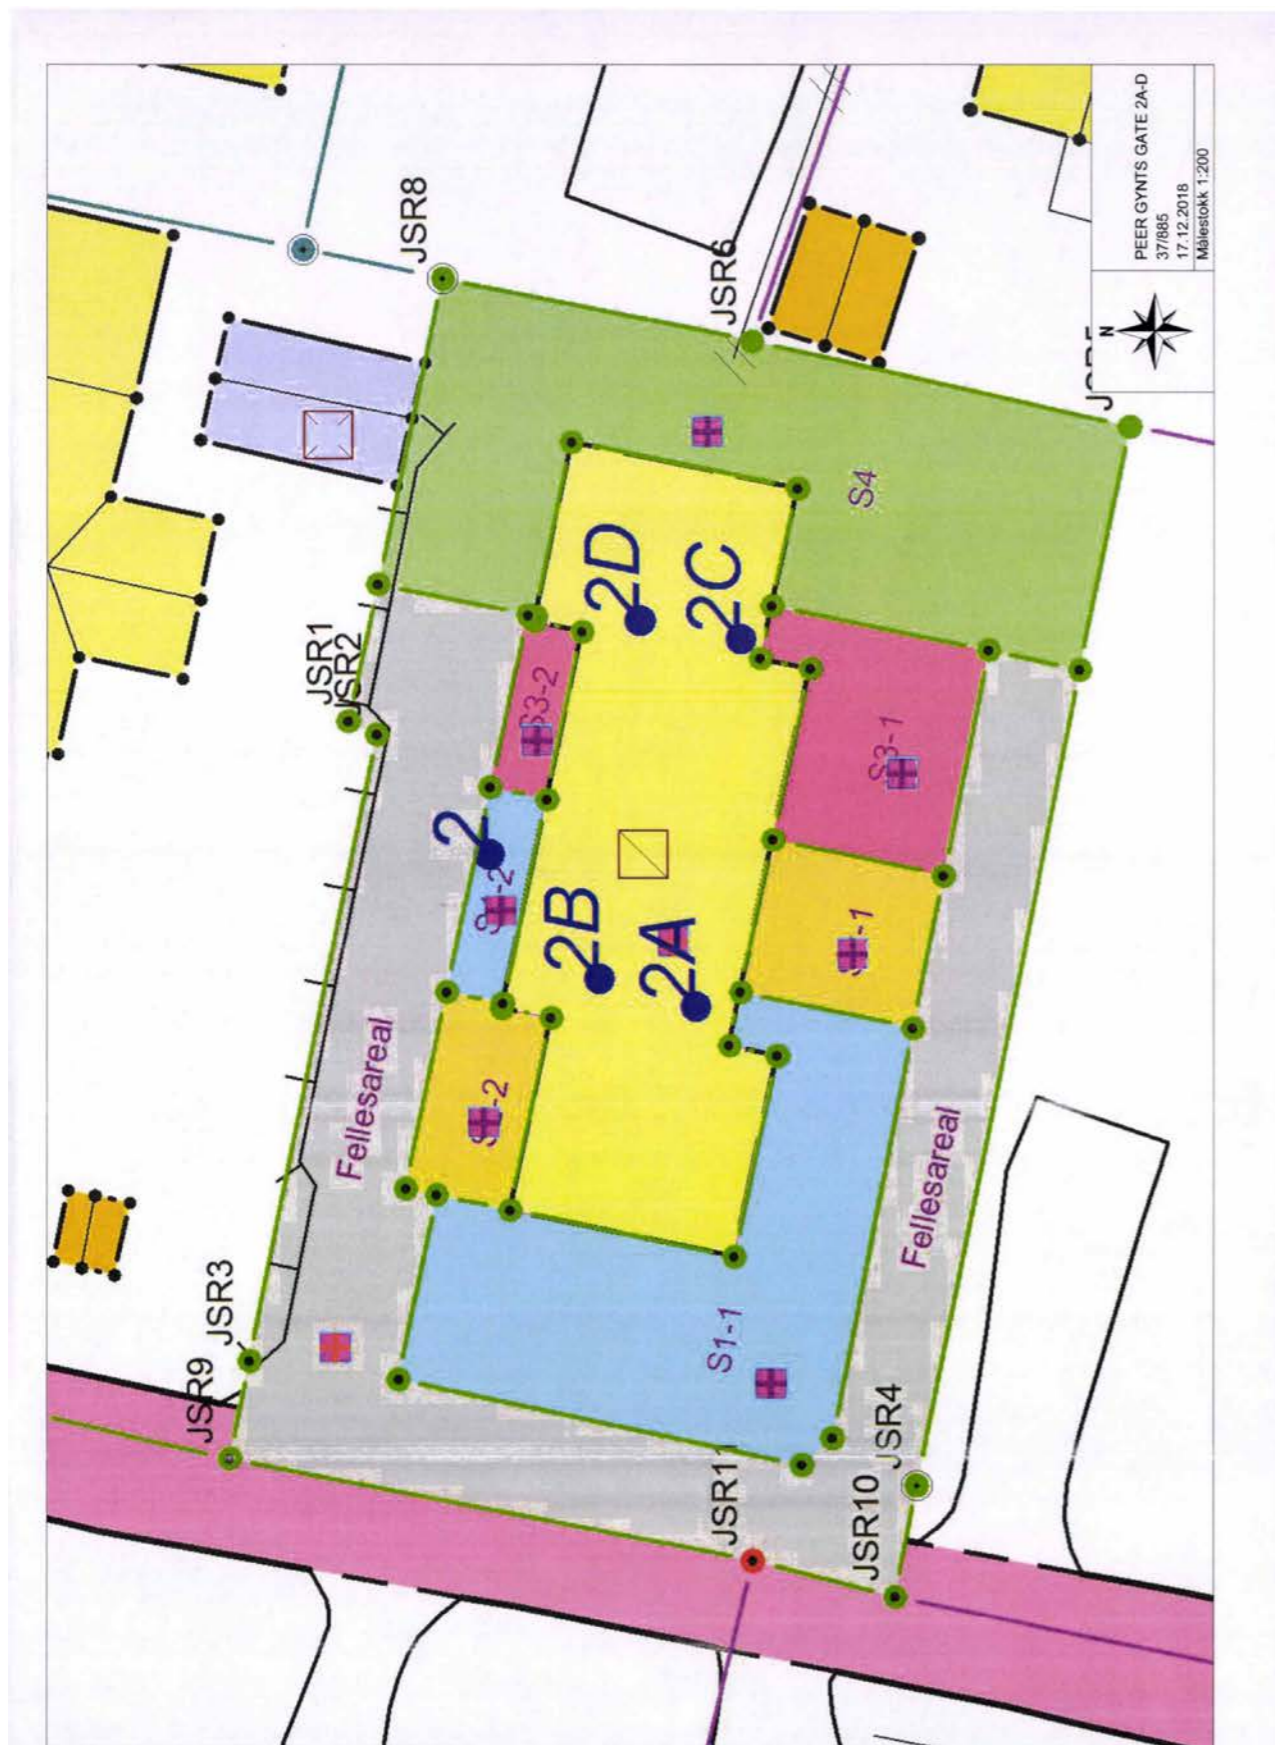 PEER GYNTS GATE 2A-D
37/885
17.12.2018
Målestokk 1:200
N
JSR8
JSR6
JSR1
JSR2
JSR3
JSR9
JSR4
JSR10
2D
2C
2
2B
2A
S4
S3-2
S3-1
S1-1
Fellesareal
Fellesareal